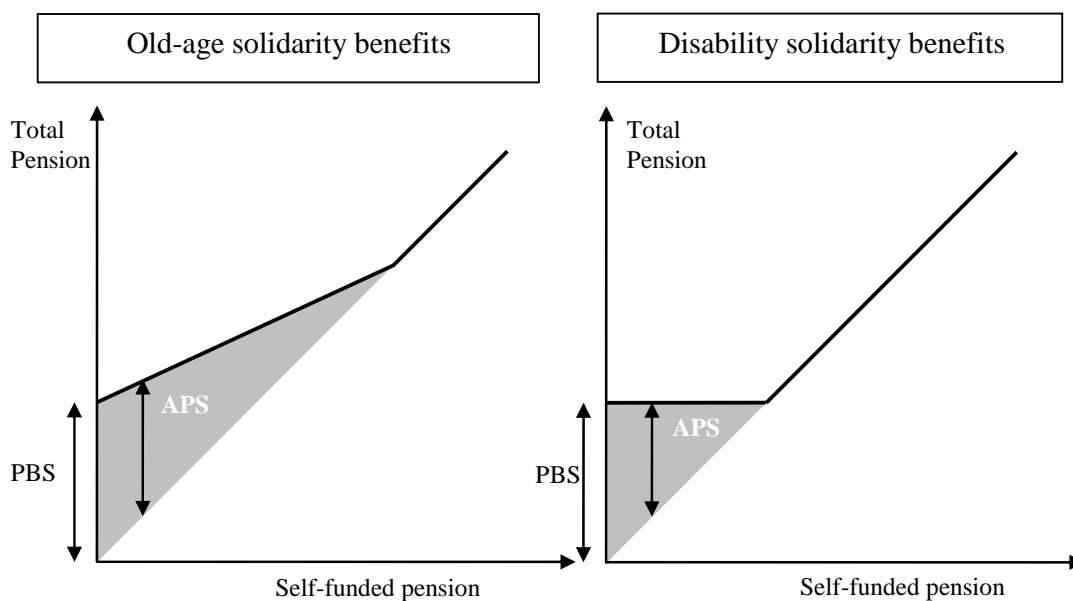 Old-age solidarity benefits
Total
Pension
APS
PBS
Self-funded pension
Disability solidarity benefits
Total
Pension
APS
PBS
Self-funded pension